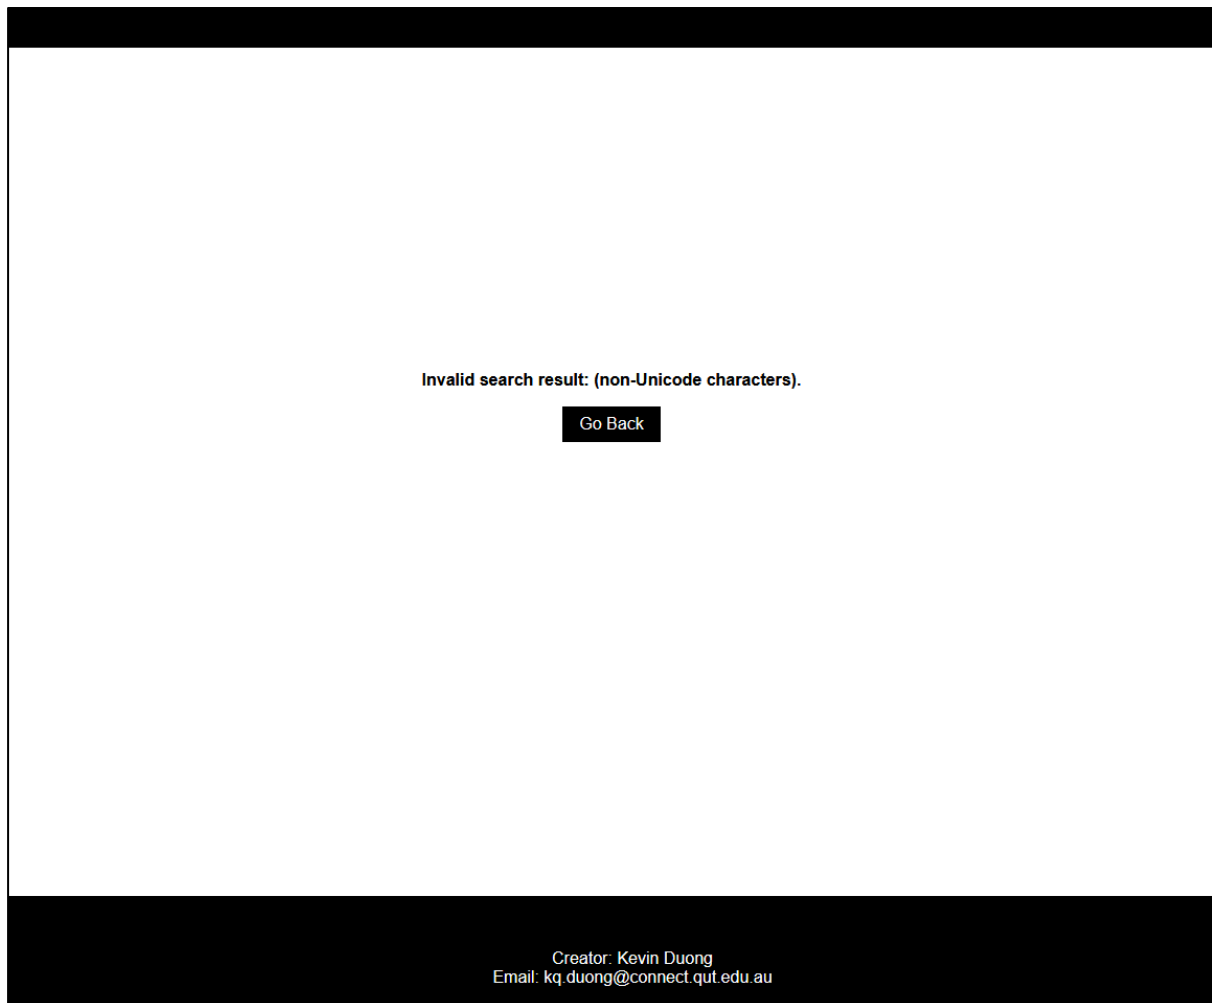 Invalid search result: (non-Unicode characters).
Go Back
Creator: Kevin Duong
Email: kq.duong@connect.qut.edu.au